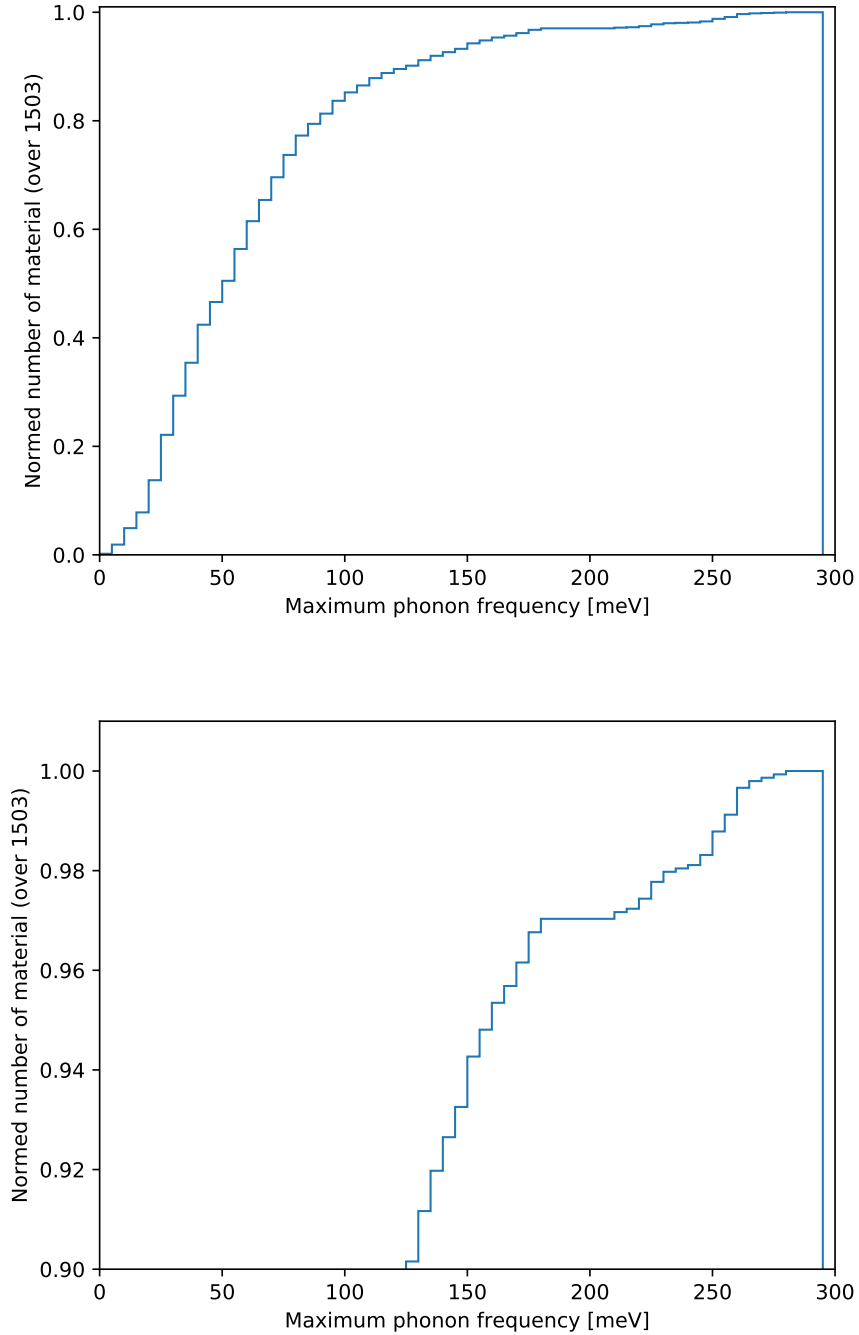 1.0
0.8
0.6
0.4
0.2
0.0
Normed number of material (over 1503)
0 50 100 150 200 250 300
Maximum phonon frequency [meV]
1.00
0.98
0.96
0.94
0.92
0.90
Normed number of material (over 1503)
0 50 100 150 200 250 300
Maximum phonon frequency [meV]